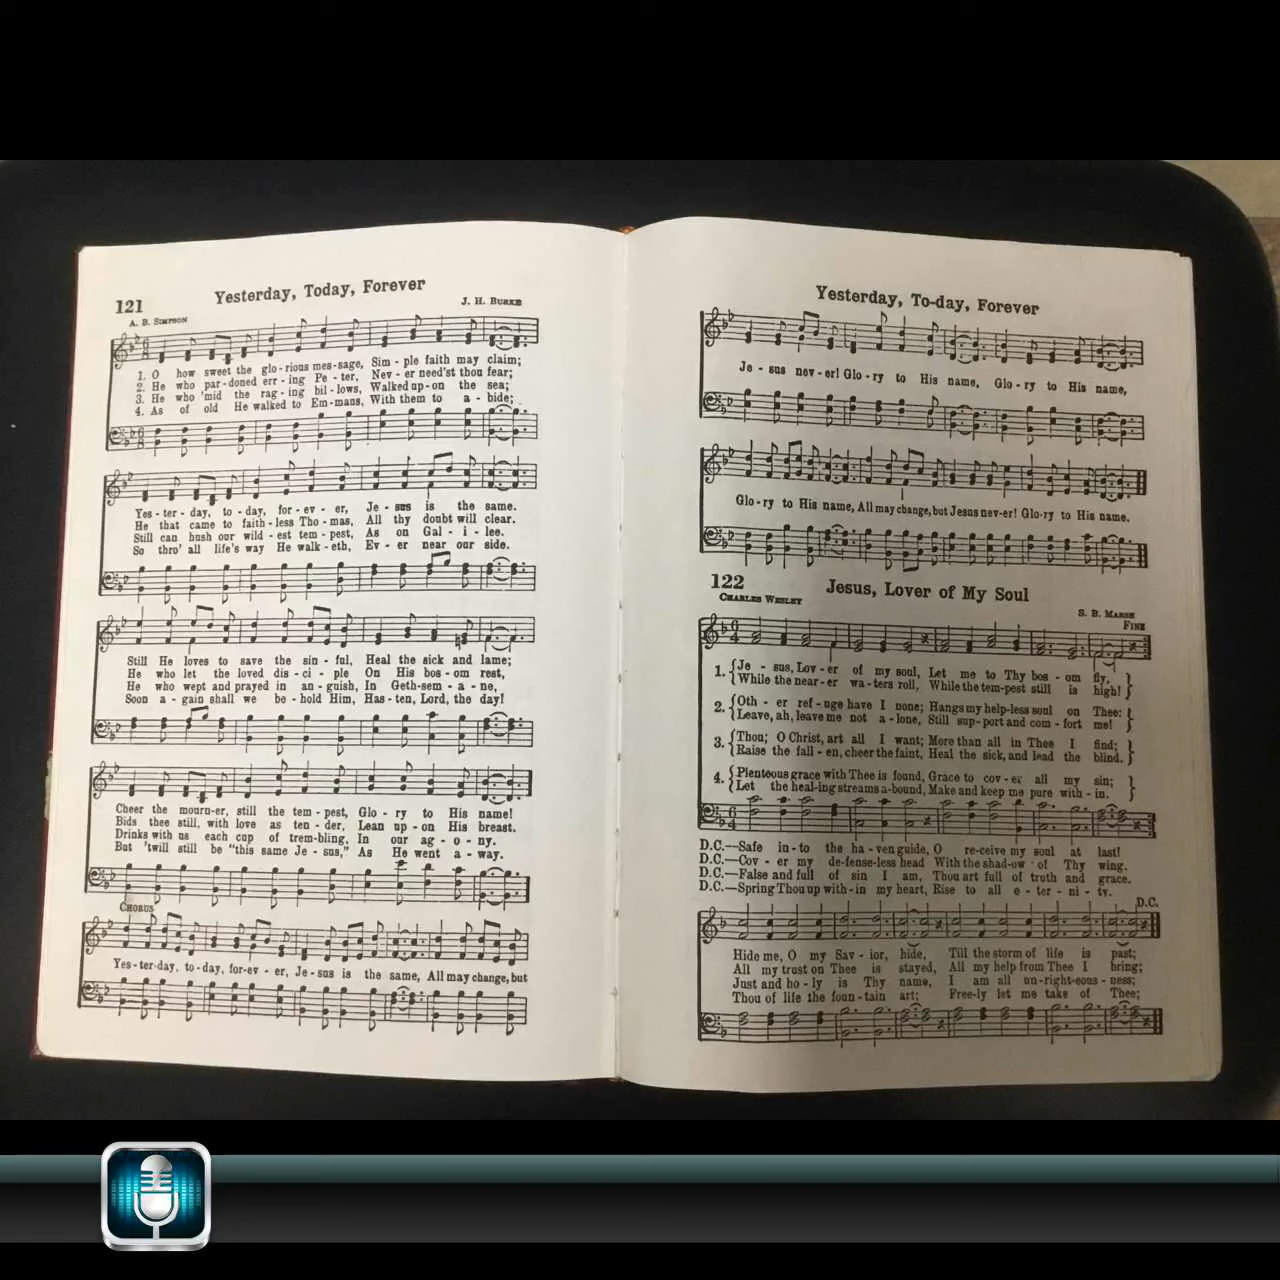 Yesterday, Today, Forever
121
J. H. Burke
A. B. Simpson
1. O how sweet the glo - rious mes - sage, Sim - ple faith may claim;
2. He who par - doned err - ing Pe - ter, Nev - er need'st thou fear;
3. He who 'mid the rag - ing bil - lows, Walked up - on the sea;
4. As of old He walked to Em - maus, With them to a - bide;
Yes - ter - day, to - day, for - ev - er, Je - sus is the same.
He that came to faith - less Tho - mas, All thy doubt will clear.
Still can hush our wild - est tem - pest, As on Gal - i - lee.
So thro' all life's way He walk - eth, Ev - er near our side.
Still He loves to save the sin - ful, Heal the sick and lame;
He who let the loved dis - ci - ple On His bos - om rest,
He who wept and prayed in an - guish, In Geth - sem - a - ne,
Soon a - gain shall we be - hold Him, Has - ten, Lord, the day!
Cheer the mourn - er, still the tem - pest, Glo - ry to His name!
Bids thee still, with love as ten - der, Lean up - on His breast.
Drinks with us each cup of trem - bling, In our ag - o - ny.
But 'twill still be "this same Je - sus," As He went a - way.
Chorus
Yes - ter - day, to - day, for - ev - er, Je - sus is the same, All may change, but
Yesterday, To-day, Forever
Je - sus nev - er! Glo - ry to His name, Glo - ry to His name,
Glo - ry to His name, All may change, but Jesus nev - er! Glo - ry to His name.
122
Jesus, Lover of My Soul
Charles Wesley
S. B. Marsh
Fine
1. Je - sus, Lov - er of my soul, Let me to Thy bos - om fly,
While the near - er wa - ters roll, While the tem - pest still is high!
2. Oth - er ref - uge have I none; Hangs my help - less soul on Thee:
Leave, ah, leave me not a - lone, Still sup - port and com - fort me!
3. Thou; O Christ, art all I want; More than all in Thee I find;
Raise the fall - en, cheer the faint, Heal the sick, and lead the blind.
4. Plenteous grace with Thee is found, Grace to cov - er all my sin;
Let the heal - ing streams a - bound, Make and keep me pure with - in.
D.C.—Safe in - to the ha - ven guide, O re - ceive my soul at last!
D.C.—Cov - er my de - fense - less head With the shad - ow of Thy wing.
D.C.—False and full of sin I am, Thou art full of truth and grace.
D.C.—Spring Thou up with - in my heart, Rise to all e - ter - ni - ty.
D.C.
Hide me, O my Sav - ior, hide, Till the storm of life is past;
All my trust on Thee is stayed, All my help from Thee I bring;
Just and ho - ly is Thy name, I am all un - right - eous - ness;
Thou of life the foun - tain art; Free - ly let me take of Thee;